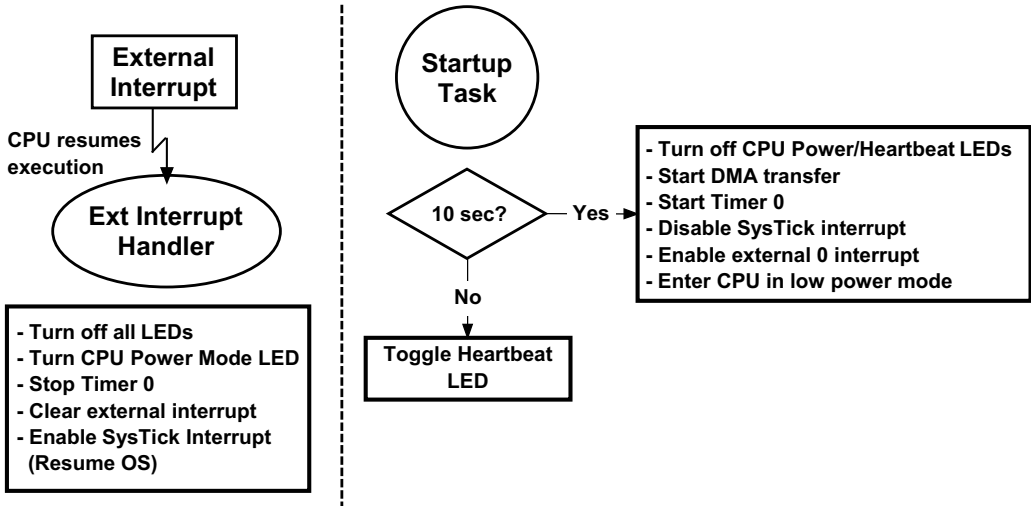 External
Interrupt
CPU resumes
execution
Ext Interrupt
Handler
- Turn off all LEDs
- Turn CPU Power Mode LED
- Stop Timer 0
- Clear external interrupt
- Enable SysTick Interrupt
(Resume OS)
Startup
Task
10 sec?
Yes
- Turn off CPU Power/Heartbeat LEDs
- Start DMA transfer
- Start Timer 0
- Disable SysTick interrupt
- Enable external 0 interrupt
- Enter CPU in low power mode
No
Toggle Heartbeat
LED